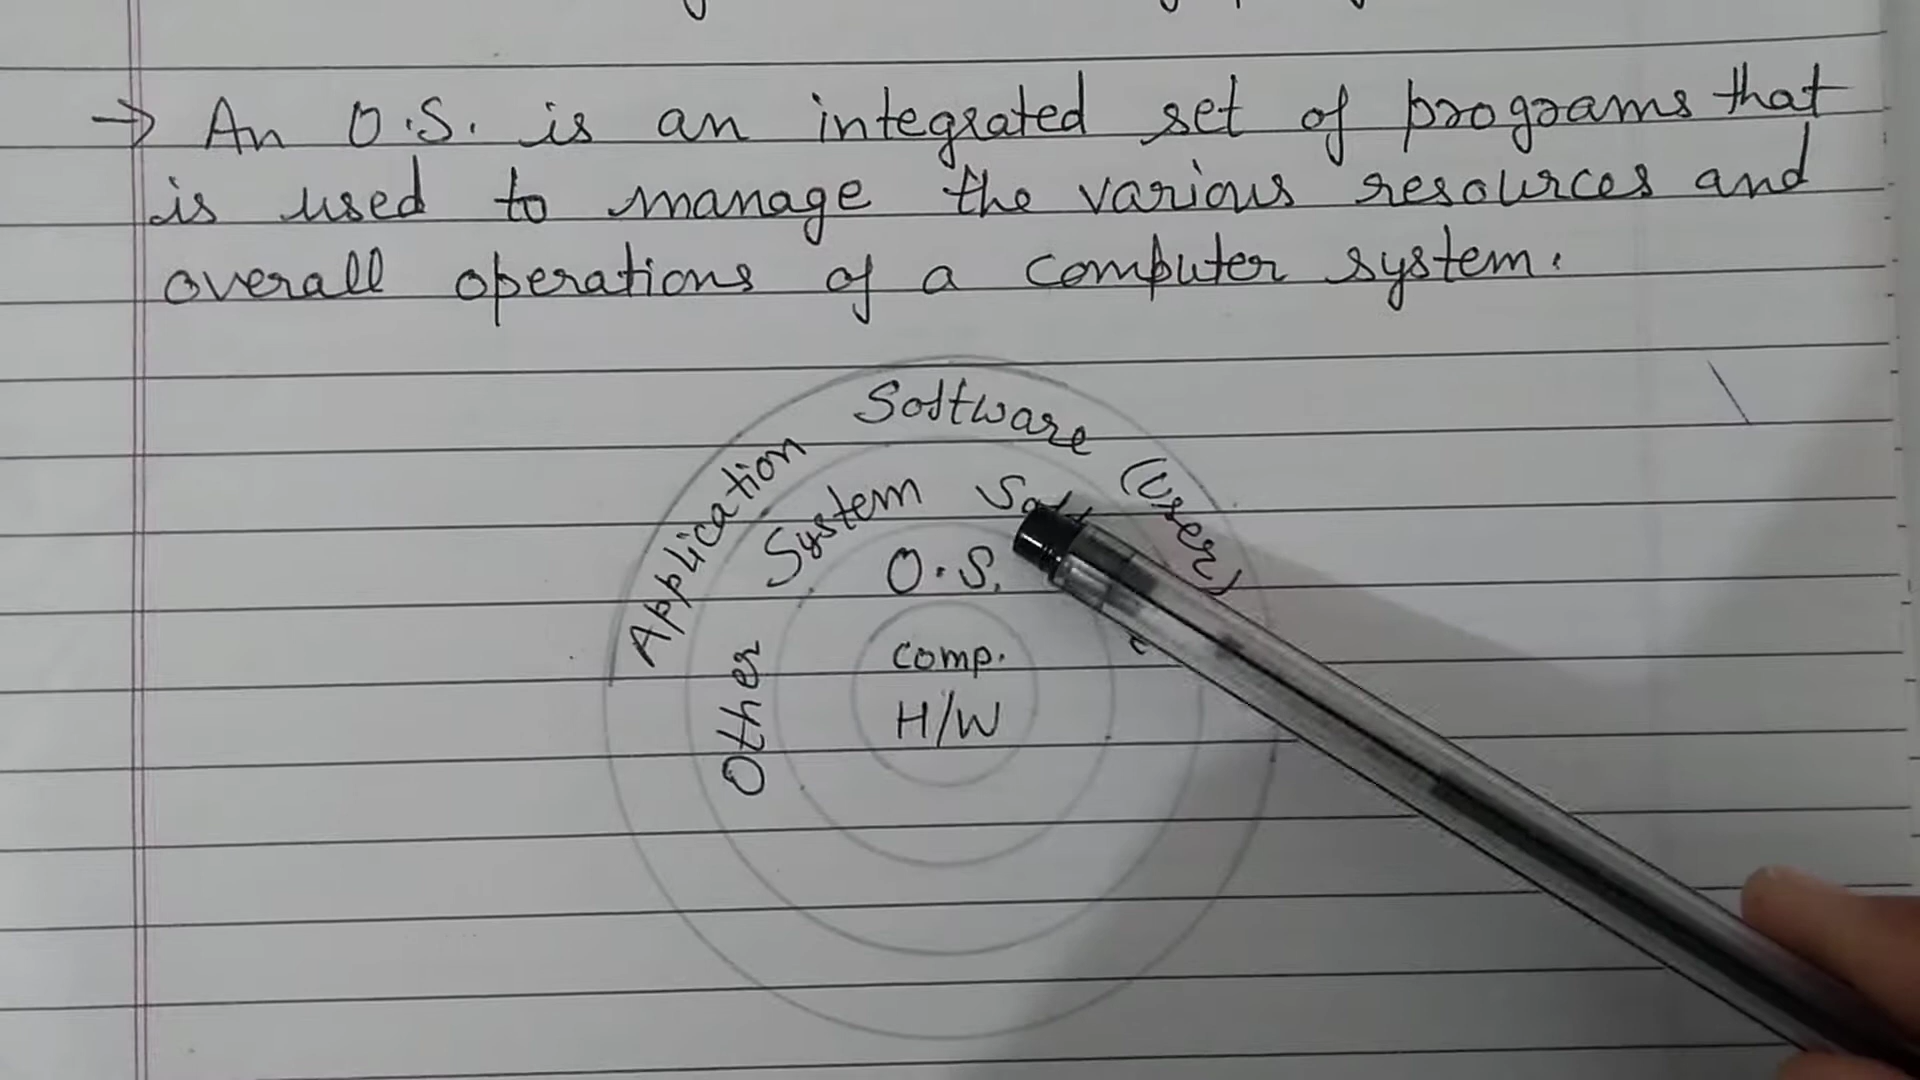 → An O.S. is an integrated set of programs that
is used to manage the various resources and
overall operations of a computer system.
Application Software (User)
Other System
O.S.
Comp.
H/W